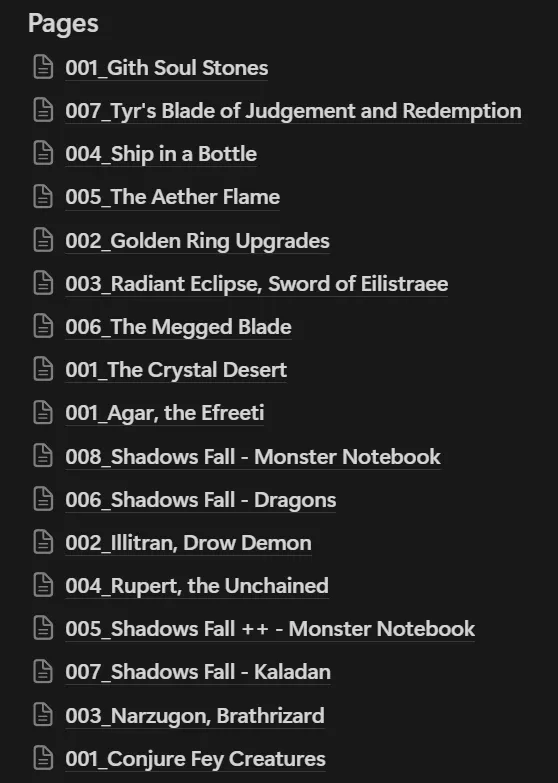 Pages
001_Gith Soul Stones
007_Tyr's Blade of Judgement and Redemption
004_Ship in a Bottle
005_The Aether Flame
002_Golden Ring Upgrades
003_Radiant Eclipse, Sword of Eilistraee
006_The Megged Blade
001_The Crystal Desert
001_Agar, the Efreeti
008_Shadows Fall - Monster Notebook
006_Shadows Fall - Dragons
002_Illitran, Drow Demon
004_Rupert, the Unchained
005_Shadows Fall ++ - Monster Notebook
007_Shadows Fall - Kaladan
003_Narzugon, Brathrizard
001_Conjure Fey Creatures